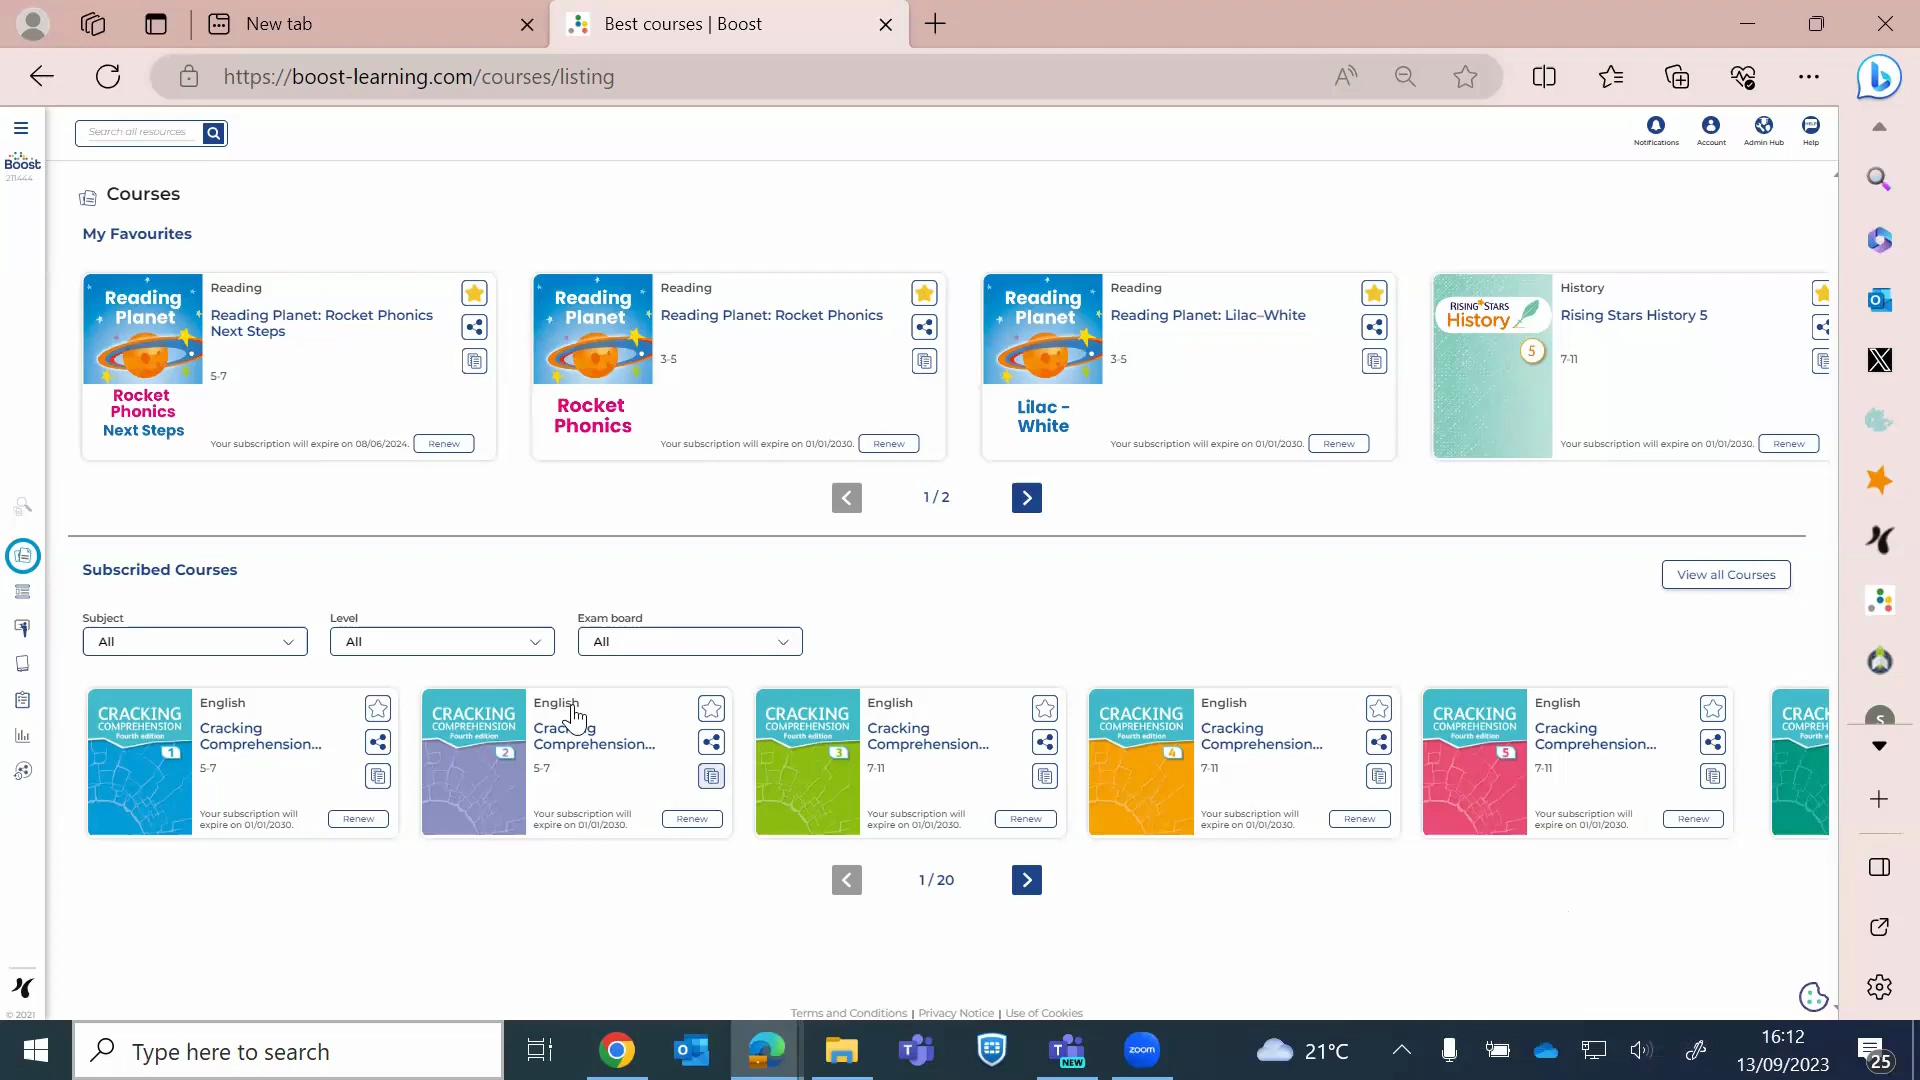 New tab
Best courses | Boost
https://boost-learning.com/courses/listing
Search all resources
Notifications
Account
Admin Hub
Help
Boost
211444
Courses
My Favourites
Reading
Planet
Rocket
Phonics
Next Steps
Reading
Reading Planet: Rocket Phonics
Next Steps
5-7
Your subscription will expire on 08/06/2024.
Renew
Reading
Planet
Rocket
Phonics
Reading
Reading Planet: Rocket Phonics
3-5
Your subscription will expire on 01/01/2030.
Renew
Reading
Planet
Lilac -
White
Reading
Reading Planet: Lilac–White
3-5
Your subscription will expire on 01/01/2030.
Renew
RISING STARS
History
5
History
Rising Stars History 5
7-11
Your subscription will expire on 01/01/2030.
Renew
1 / 2
Subscribed Courses
View all Courses
Subject
All
Level
All
Exam board
All
CRACKING
COMPREHENSION
Fourth edition
1
English
Cracking
Comprehension...
5-7
Your subscription will
expire on 01/01/2030.
Renew
CRACKING
COMPREHENSION
Fourth edition
2
English
Cracking
Comprehension...
5-7
Your subscription will
expire on 01/01/2030.
Renew
CRACKING
COMPREHENSION
Fourth edition
3
English
Cracking
Comprehension...
7-11
Your subscription will
expire on 01/01/2030.
Renew
CRACKING
COMPREHENSION
Fourth edition
4
English
Cracking
Comprehension...
7-11
Your subscription will
expire on 01/01/2030.
Renew
CRACKING
COMPREHENSION
Fourth edition
5
English
Cracking
Comprehension...
7-11
Your subscription will
expire on 01/01/2030.
Renew
CRACK
COMPREH
Fourth
1 / 20
© 2021
Terms and Conditions | Privacy Notice | Use of Cookies
Type here to search
NEW
zoom
21°C
16:12
13/09/2023
25